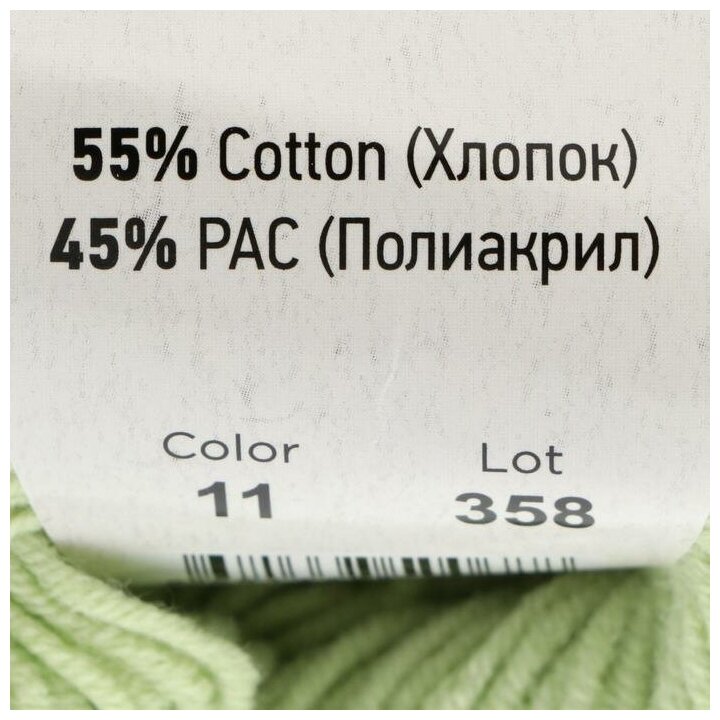 55% Cotton (Хлопок)
45% PAC (Полиакрил)
Color Lot
11 358